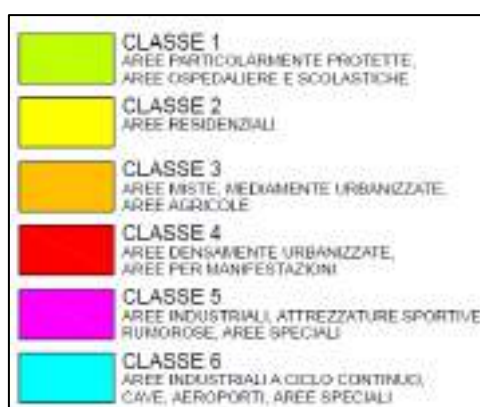 CLASSE 1
AREE PARTICOLARMENTE PROTETTE,
AREE OSPEDALIERE E SCOLASTICHE
CLASSE 2
AREE RESIDENZIALI
CLASSE 3
AREE MISTE, MEDIAMENTE URBANIZZATE.
AREE AGRICOLE
CLASSE 4
AREE DENSAMENTE URBANIZZATE,
AREE PER MANIFESTAZIONI
CLASSE 5
AREE INDUSTRIALI, ATTREZZATURE SPORTIVE
RUMOROSE, AREE SPECIALI
CLASSE 6
AREE INDUSTRIALI A CICLO CONTINUO,
CAVE, AEROPORTI, AREE SPECIALI